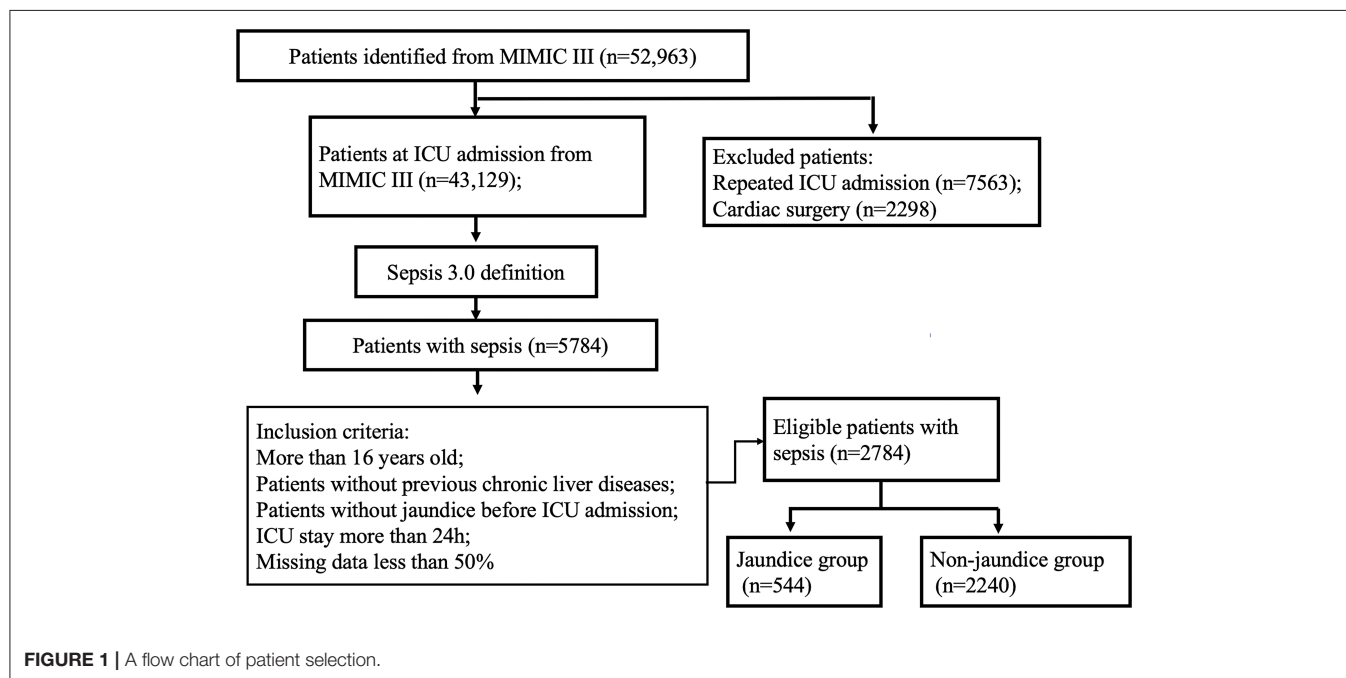 Patients identified from MIMIC III (n=52,963)
Patients at ICU admission from
MIMIC III (n=43,129);
Excluded patients:
Repeated ICU admission (n=7563);
Cardiac surgery (n=2298)
Sepsis 3.0 definition
Patients with sepsis (n=5784)
Inclusion criteria:
More than 16 years old;
Patients without previous chronic liver diseases;
Patients without jaundice before ICU admission;
ICU stay more than 24h;
Missing data less than 50%
Eligible patients with
sepsis (n=2784)
Jaundice group
(n=544)
Non-jaundice group
(n=2240)
FIGURE 1 | A flow chart of patient selection.